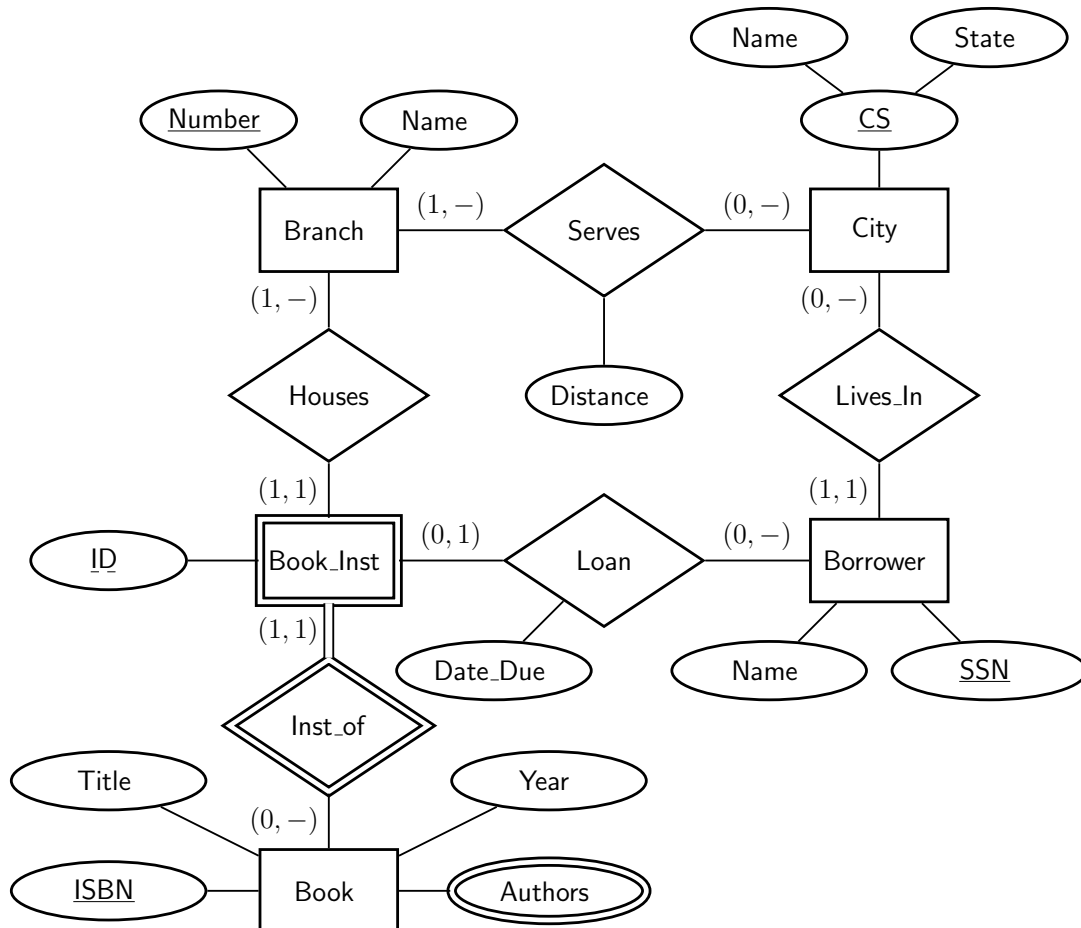 Name
State
Number
Name
CS
(1, −)
(0, −)
Branch
Serves
City
(1, −)
(0, −)
Houses
Distance
Lives_In
(1, 1)
(1, 1)
(0, 1)
(0, −)
ID
Book_Inst
Loan
Borrower
(1, 1)
Date_Due
Name
SSN
Inst_of
Title
Year
(0, −)
ISBN
Book
Authors